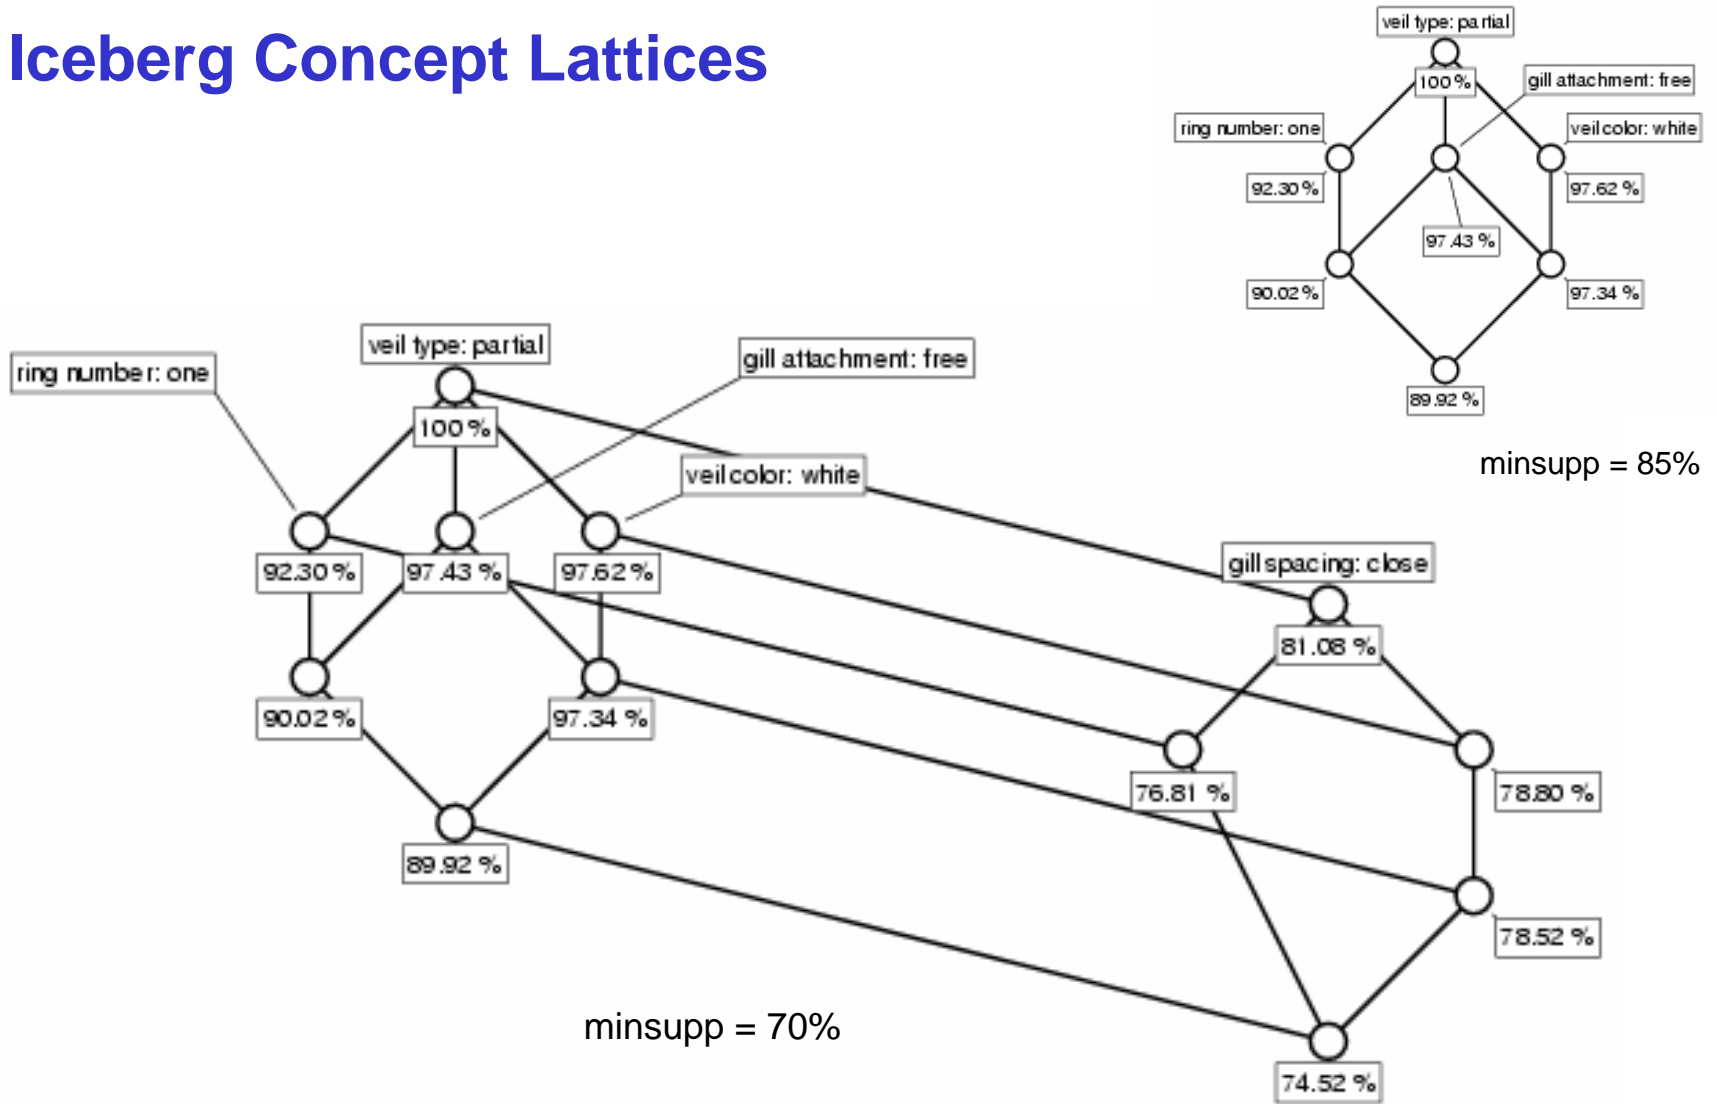 Iceberg Concept Lattices
veil type: partial
100 %
gill attachment: free
ring number: one
veil color: white
92.30 %
97.62 %
97.43 %
90.02 %
97.34 %
89.92 %
minsupp = 85%
veil type: partial
ring number: one
gill attachment: free
100 %
veil color: white
92.30 %
97.43 %
97.62 %
gill spacing: close
81.08 %
90.02 %
97.34 %
76.81 %
78.80 %
89.92 %
78.52 %
minsupp = 70%
74.52 %